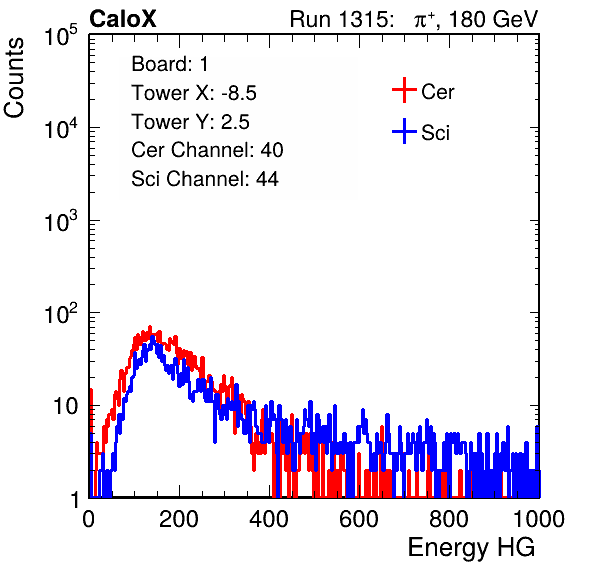 CaloX Run 1315: π⁺, 180 GeV
Counts
Board: 1
Tower X: -8.5
Tower Y: 2.5
Cer Channel: 40
Sci Channel: 44
Cer
Sci
10⁵
10⁴
10³
10²
10
1
0 200 400 600 800 1000
Energy HG